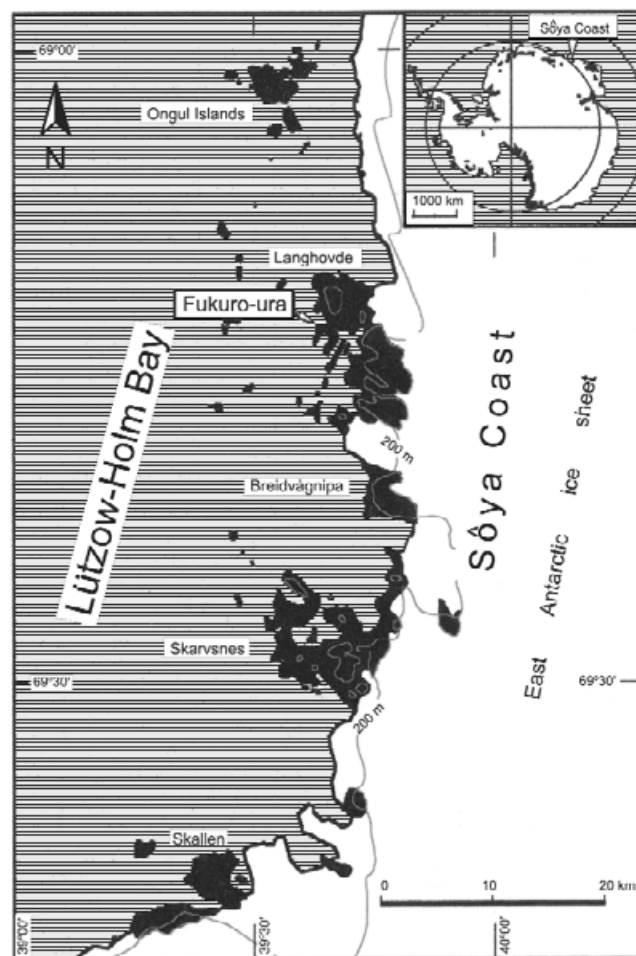 69°00'
Sôya Coast
Ongul Islands
N
1000 km
Langhovde
Fukuro-ura
Lützow-Holm Bay
Sôya Coast
East Antarctic ice sheet
200 m
Breidvågnipa
Skarvsnes
69°30'
69°30'
200 m
Skallen
0 10 20 km
39°00'
39°30'
40°00'